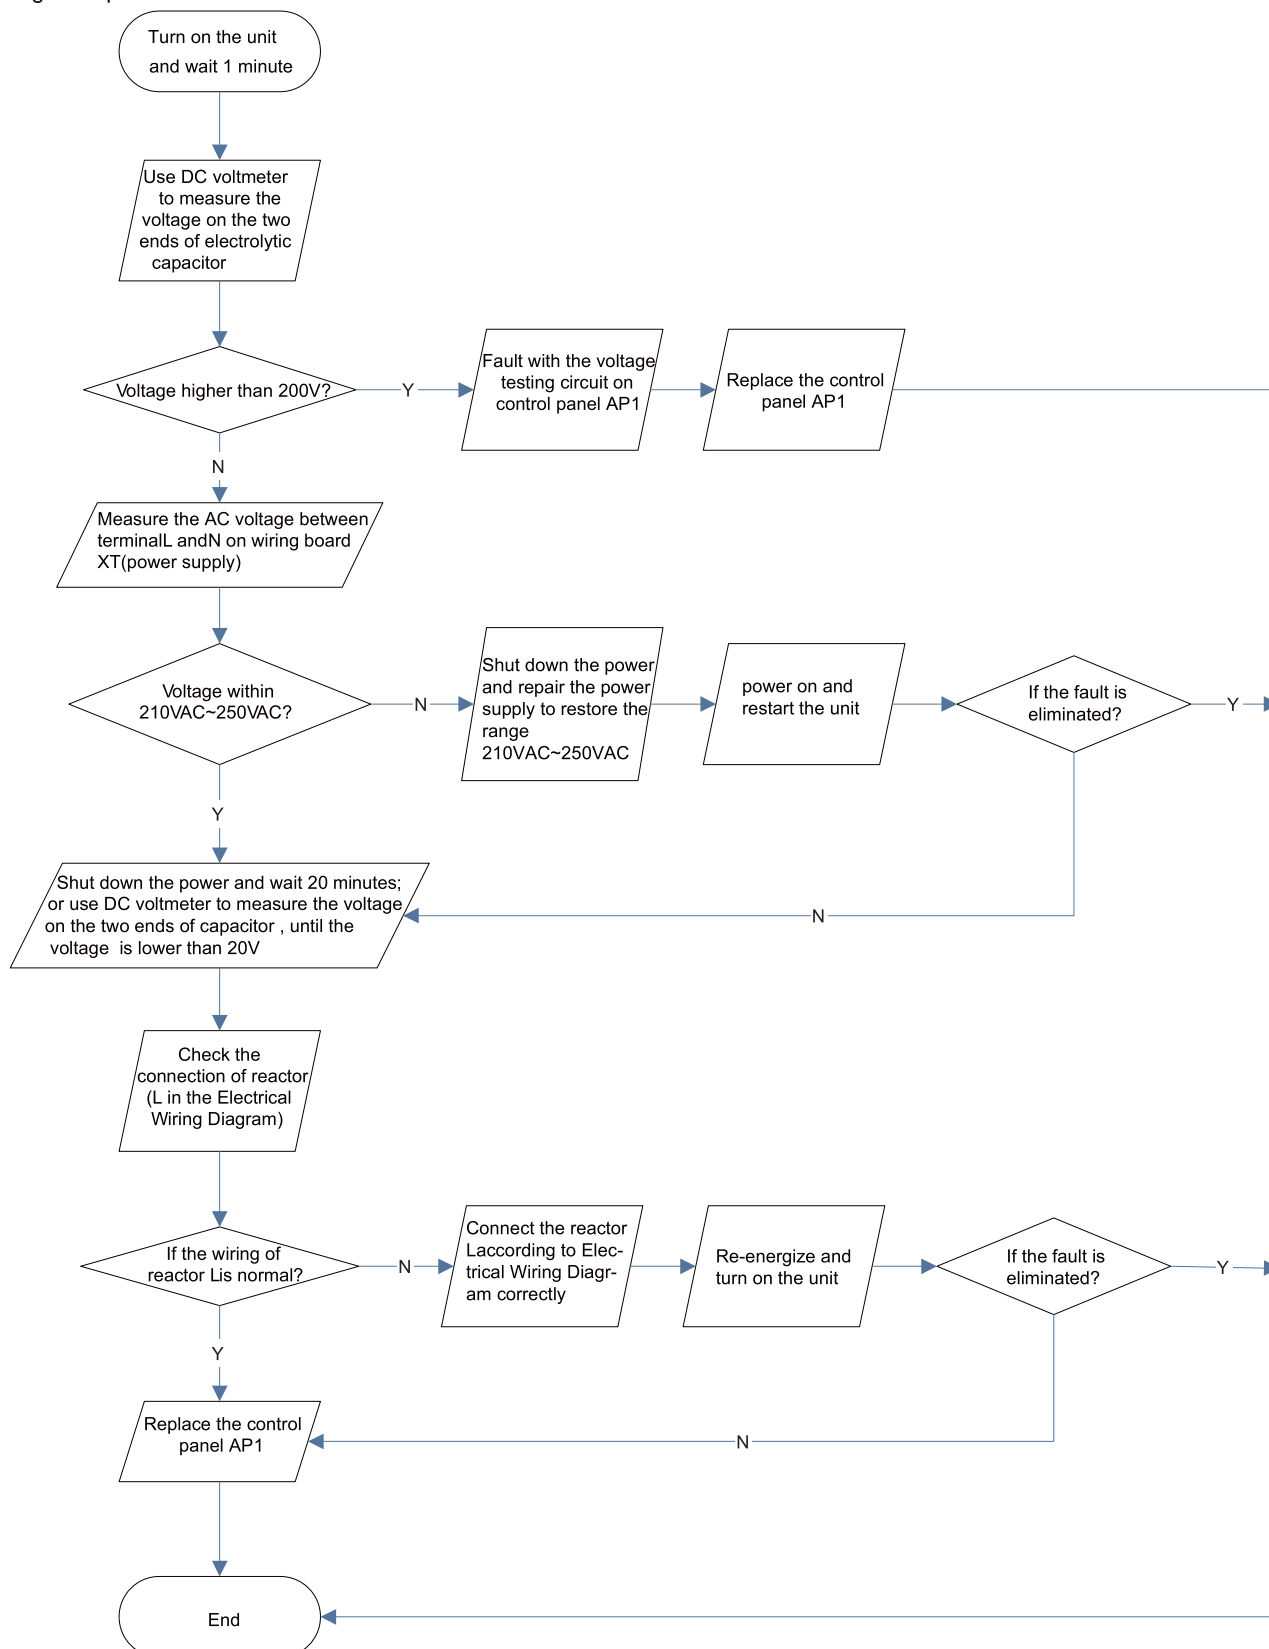 Turn on the unit
and wait 1 minute
Use DC voltmeter
to measure the
voltage on the two
ends of electrolytic
capacitor
Voltage higher than 200V?
Y
Fault with the voltage
testing circuit on
control panel AP1
Replace the control
panel AP1
N
Measure the AC voltage between
terminalL andN on wiring board
XT(power supply)
Voltage within
210VAC~250VAC?
N
Shut down the power
and repair the power
supply to restore the
range
210VAC~250VAC
power on and
restart the unit
If the fault is
eliminated?
Y
Y
Shut down the power and wait 20 minutes;
or use DC voltmeter to measure the voltage
on the two ends of capacitor , until the
voltage  is lower than 20V
N
Check the
connection of reactor
(L in the Electrical
Wiring Diagram)
If the wiring of
reactor Lis normal?
N
Connect the reactor
Laccording to Elec-
trical Wiring Diagr-
am correctly
Re-energize and
turn on the unit
If the fault is
eliminated?
Y
Y
Replace the control
panel AP1
N
End